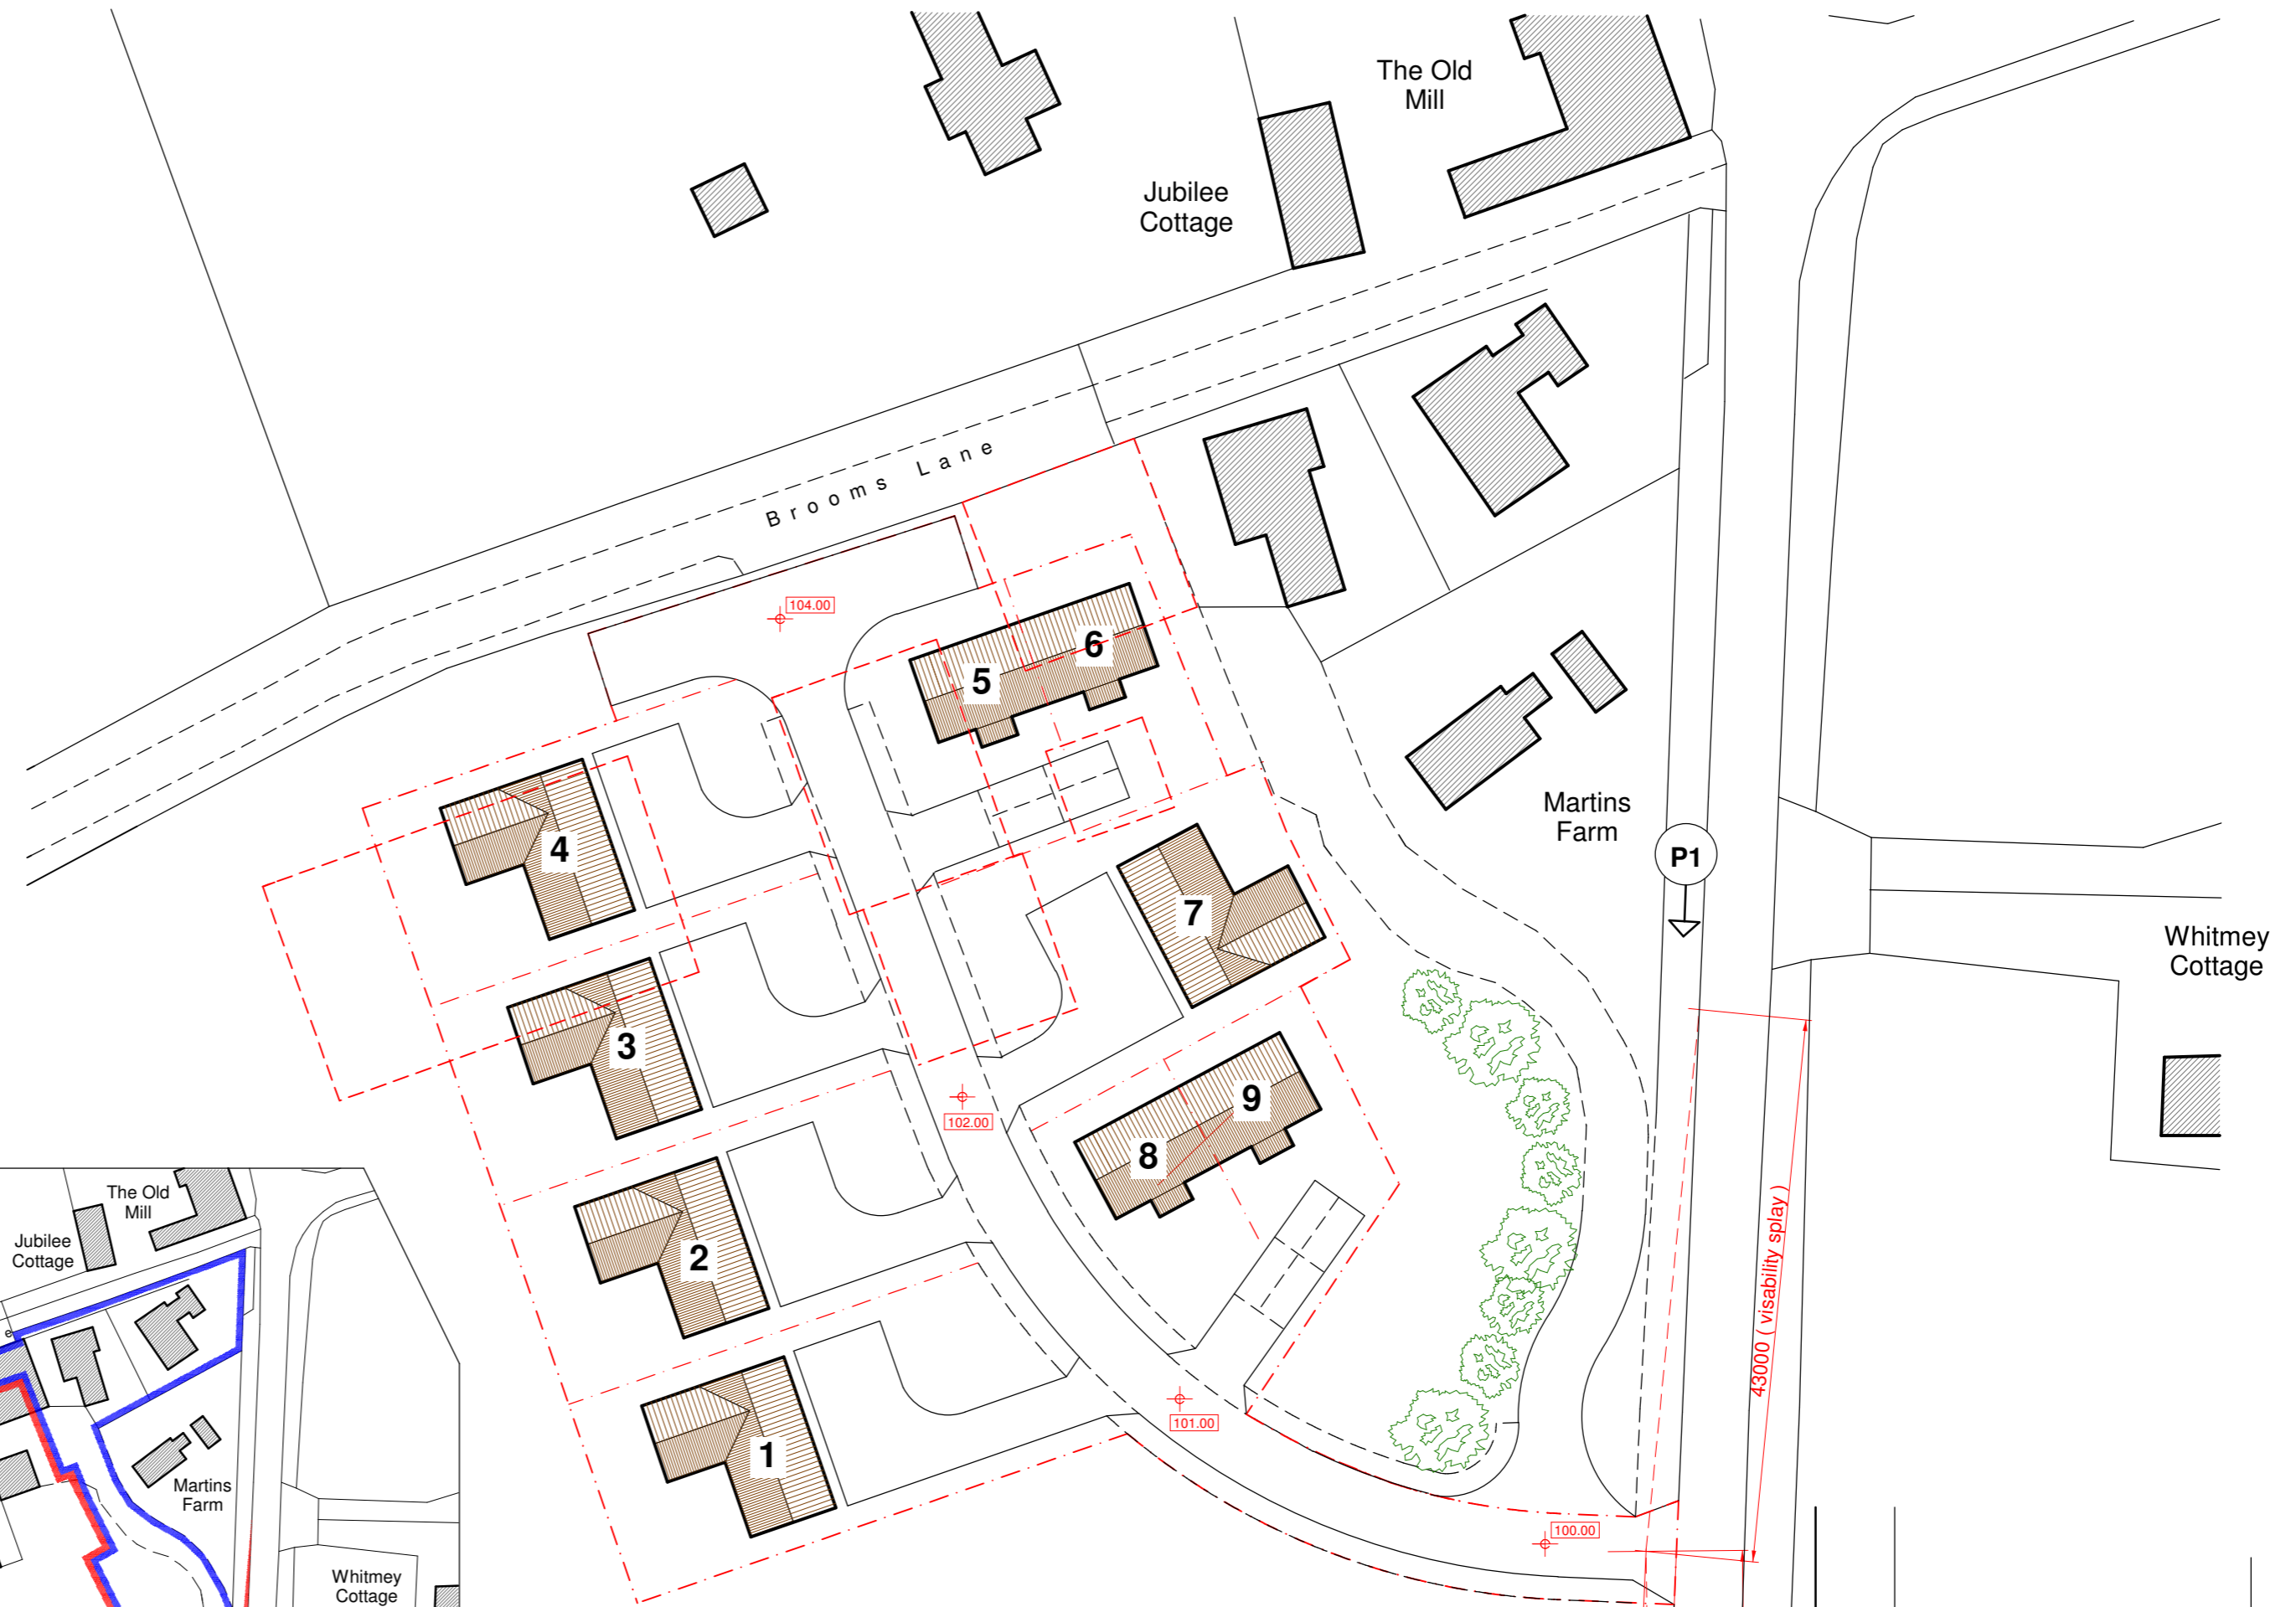 The Old
Mill
Jubilee
Cottage
Brooms Lane
104.00
6
5
4
Martins
Farm
P1
7
Whitmey
Cottage
3
9
102.00
8
2
43000 ( visability splay )
101.00
1
100.00
The Old
Mill
Jubilee
Cottage
e
Martins
Farm
Whitmey
Cottage